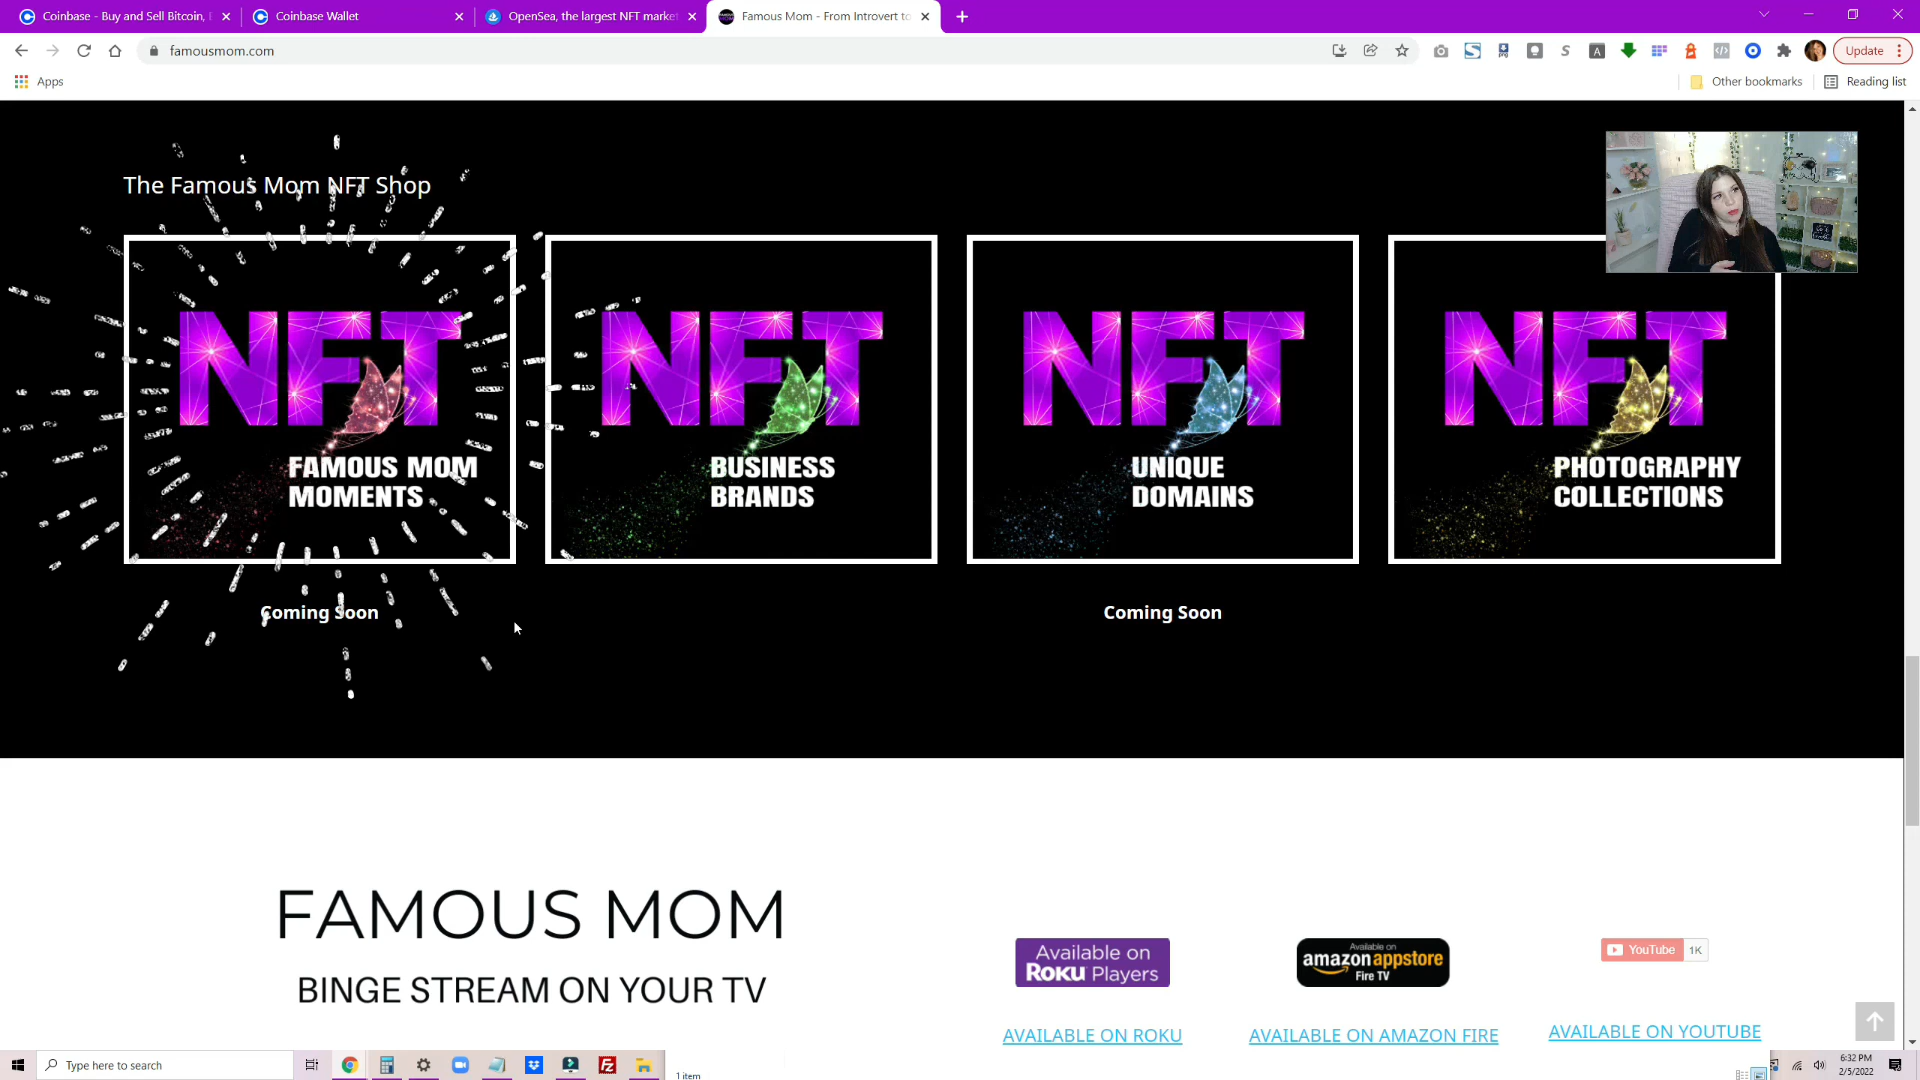 Coinbase - Buy and Sell Bitcoin,
Coinbase Wallet
OpenSea, the largest NFT market
Famous Mom - From Introvert to
famousmom.com
Update
Apps
Other bookmarks
Reading list
The Famous Mom NFT Shop
NFT
FAMOUS MOM
MOMENTS
NFT
BUSINESS
BRANDS
NFT
UNIQUE
DOMAINS
NFT
PHOTOGRAPHY
COLLECTIONS
Coming Soon
Coming Soon
FAMOUS MOM
BINGE STREAM ON YOUR TV
Available on
ROKU Players
AVAILABLE ON ROKU
Available on
amazon appstore
Fire TV
AVAILABLE ON AMAZON FIRE
YouTube 1K
AVAILABLE ON YOUTUBE
Type here to search
1 item
6:32 PM
2/5/2022